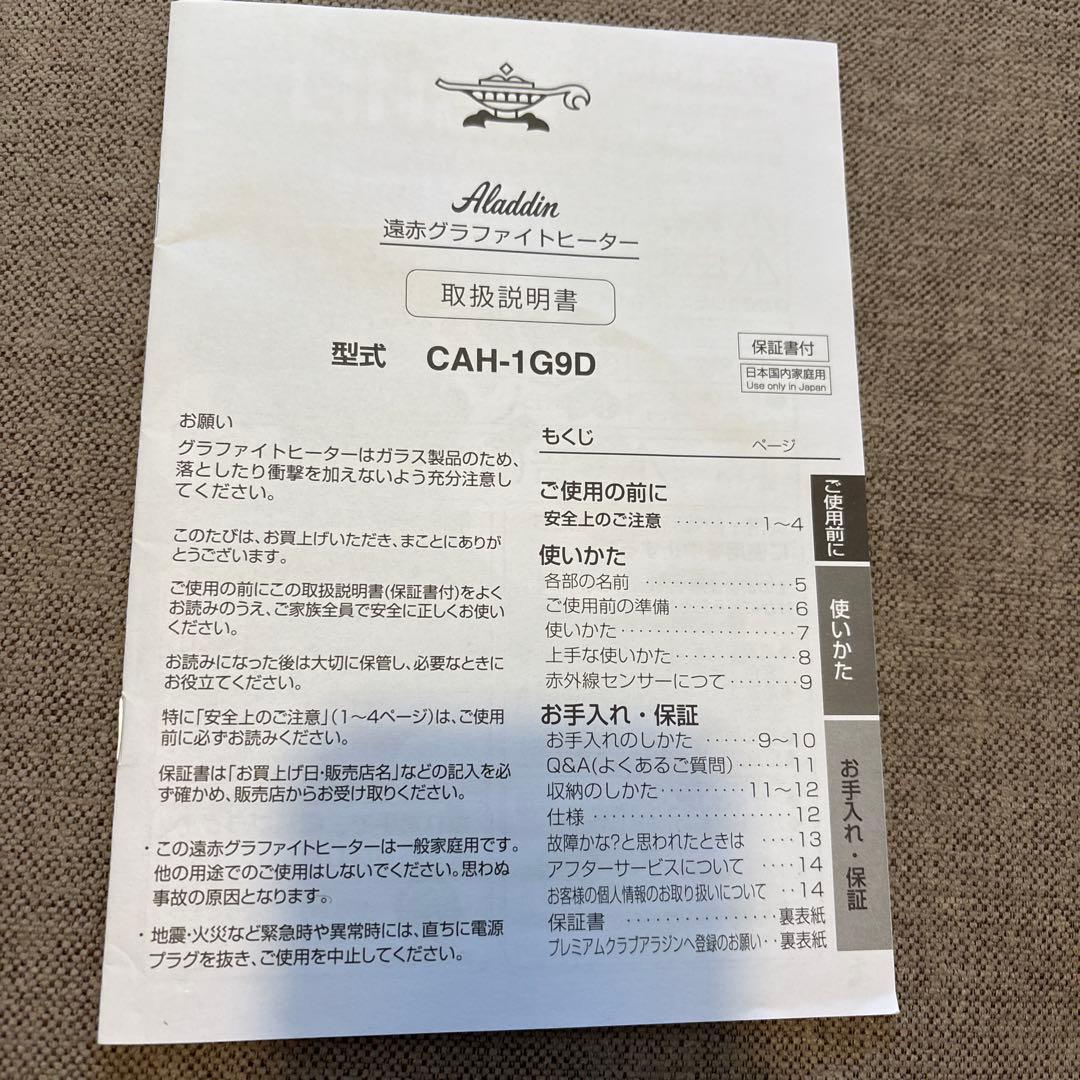 Aladdin
遠赤グラファイトヒーター
取扱説明書
型式 CAH-1G9D
保証書付
日本国内家庭用
Use only in Japan
お願い
グラファイトヒーターはガラス製品のため、
落としたり衝撃を加えないよう充分注意し
てください。
このたびは、お買上げいただき、まことにありが
とうございます。
ご使用の前にこの取扱説明書(保証書付)をよく
お読みのうえ、ご家族全員で安全に正しくお使い
ください。
お読みになった後は大切に保管し、必要なときに
お役立てください。
特に「安全上のご注意」(1～4ページ)は、ご使用
前に必ずお読みください。
保証書は「お買上げ日・販売店名」などの記入を必
ず確かめ、販売店からお受け取りください。
・この遠赤グラファイトヒーターは一般家庭用です。
他の用途でのご使用はしないでください。思わぬ
事故の原因となります。
・地震・火災など緊急時や異常時には、直ちに電源
プラグを抜き、ご使用を中止してください。
もくじ ページ
ご使用の前に
安全上のご注意 ··········1～4
使いかた
各部の名前 ··················5
ご使用前の準備··············6
使いかた····················7
上手な使いかた··············8
赤外線センサーにつて········9
お手入れ・保証
お手入れのしかた ······9～10
Q&A(よくあるご質問)······11
収納のしかた··········11～12
仕様 ····················12
故障かな?と思われたときは ····13
アフターサービスについて ····14
お客様の個人情報のお取り扱いについて ··14
保証書 ···············裏表紙
プレミアムクラブアラジンへ登録のお願い··裏表紙
ご使用前に
使いかた
お手入れ・保証